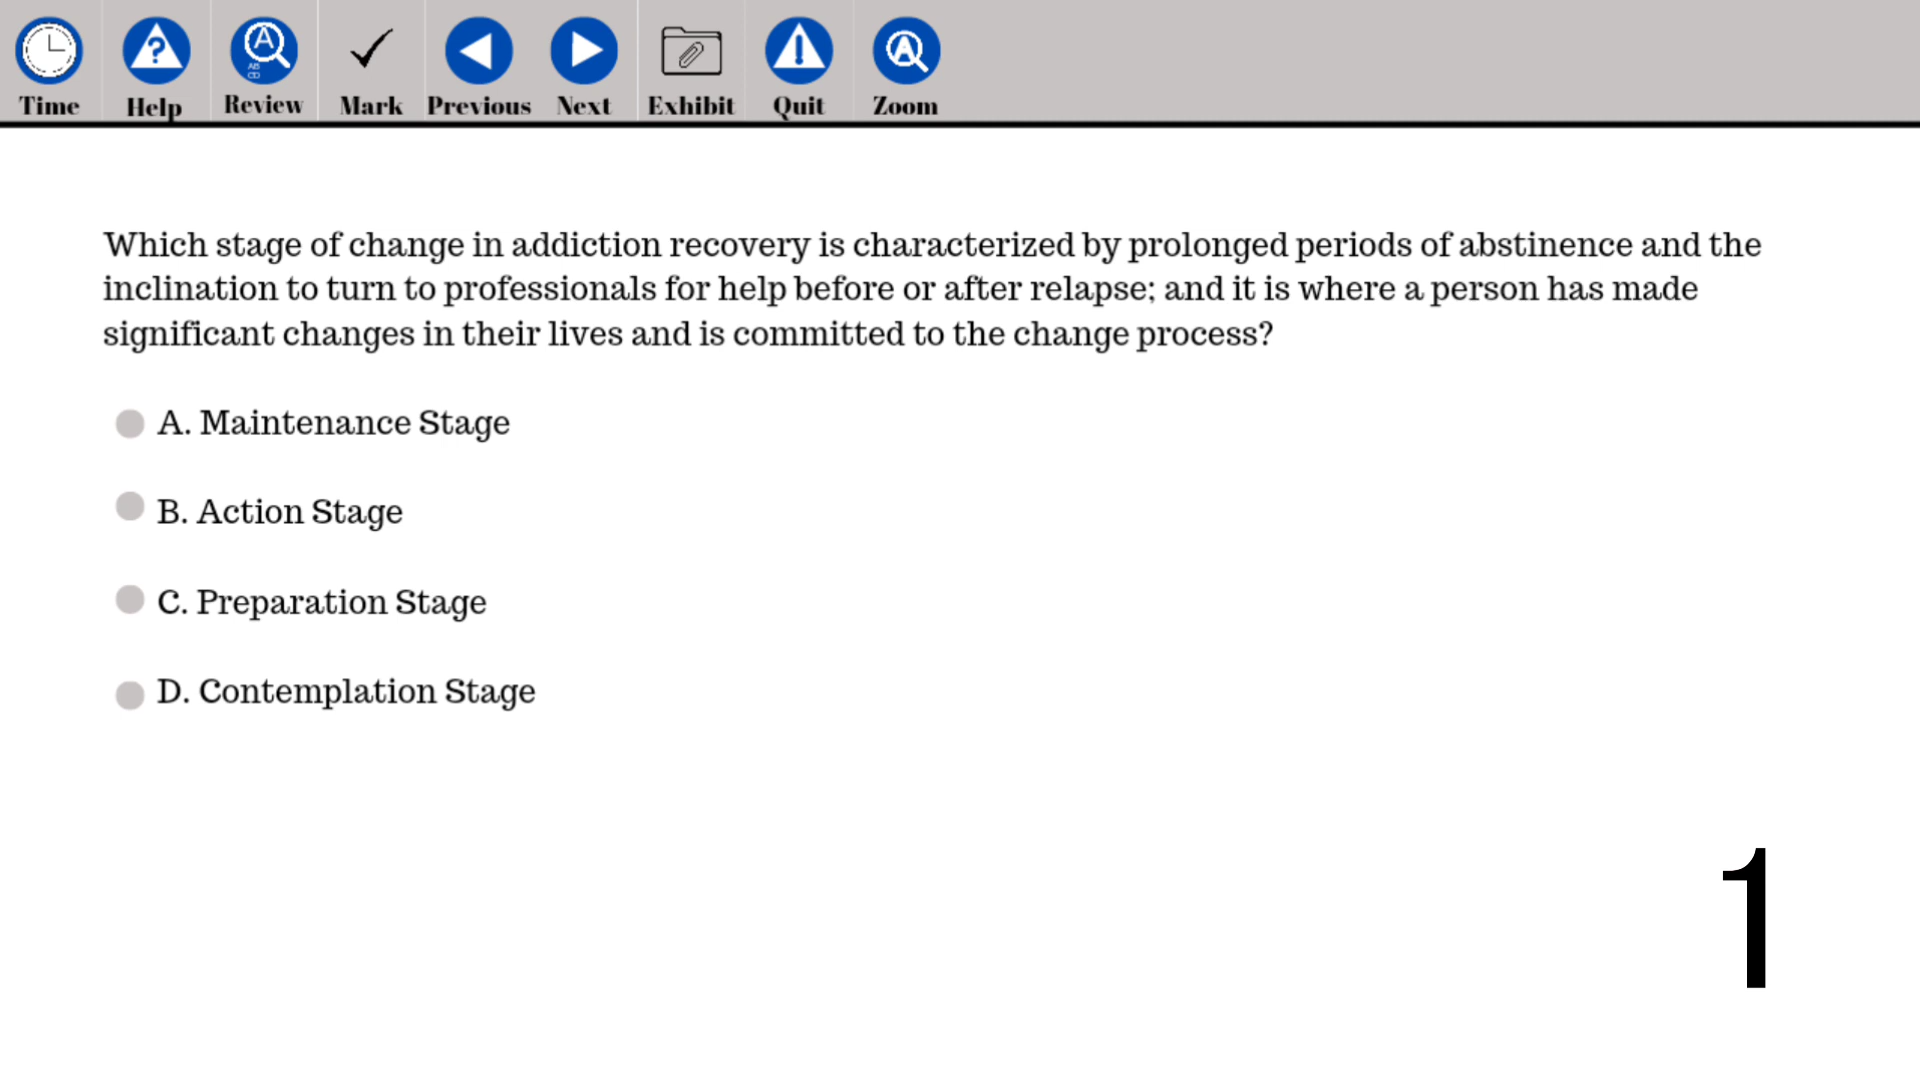 Time Help Review Mark Previous Next Exhibit Quit Zoom
Which stage of change in addiction recovery is characterized by prolonged periods of abstinence and the
inclination to turn to professionals for help before or after relapse; and it is where a person has made
significant changes in their lives and is committed to the change process?
A. Maintenance Stage
B. Action Stage
C. Preparation Stage
D. Contemplation Stage
1